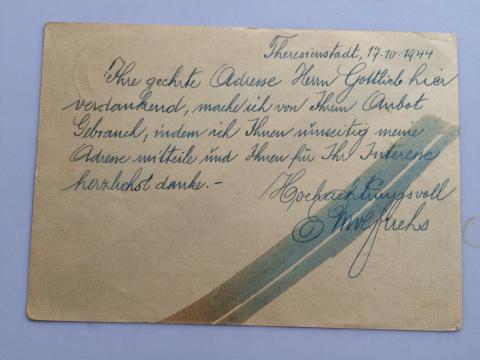 Theresienstadt, 17.10.1944
Ihre geehrte Adresse Herrn Gottlieb hier
verdankend, mache ich von Ihrem Anbot
Gebrauch, indem ich Ihnen umseitig meine
Adresse mitteile und Ihnen für Ihr Interesse
herzlichst danke.-
Hochachtungsvoll